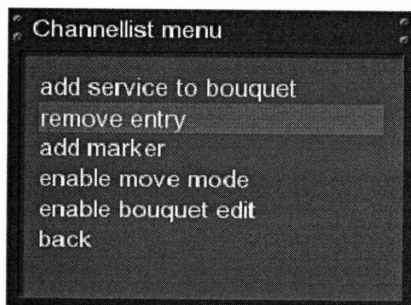 Channellist menu
add service to bouquet
remove entry
add marker
enable move mode
enable bouquet edit
back